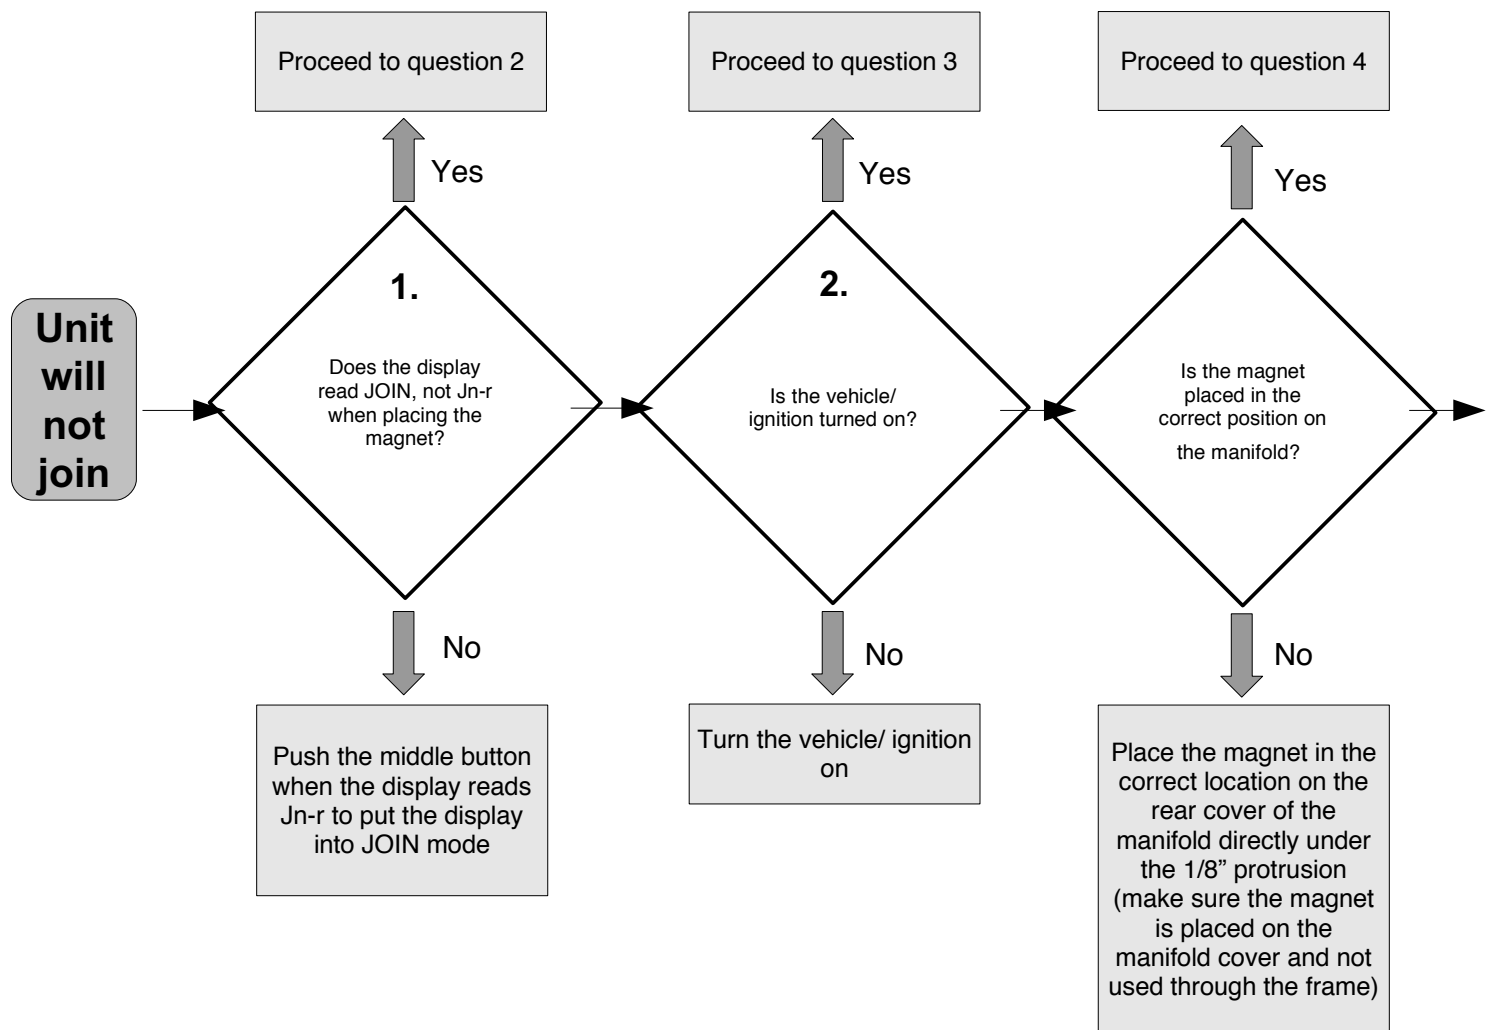 Proceed to question 2
Proceed to question 3
Proceed to question 4
Yes
Yes
Yes
Unit
will
not
join
1.
Does the display
read JOIN, not Jn-r
when placing the
magnet?
2.
Is the vehicle/
ignition turned on?
Is the magnet
placed in the
correct position on
the manifold?
No
No
No
Push the middle button
when the display reads
Jn-r to put the display
into JOIN mode
Turn the vehicle/ ignition
on
Place the magnet in the
correct location on the
rear cover of the
manifold directly under
the 1/8” protrusion
(make sure the magnet
is placed on the
manifold cover and not
used through the frame)